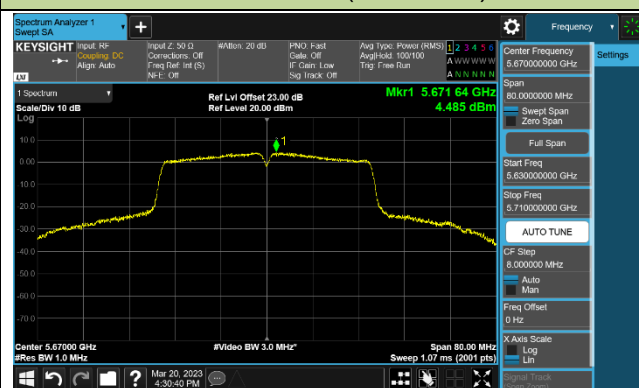 Spectrum Analyzer 1
Swept SA
Frequency
KEYSIGHT
Input: RF
Coupling: DC
Align: Auto
Input Z: 50 Ω
Corrections: Off
Freq Ref: Int (S)
NFE: Off
#Atten: 20 dB
PNO: Fast
Gate: Off
IF Gain: Low
Sig Track: Off
Avg Type: Power (RMS)
Avg|Hold: 100/100
Trig: Free Run
1 2 3 4 5 6
A W W W W W
A N N N N N
LXI
1 Spectrum
Scale/Div 10 dB
Log
Ref Lvl Offset 23.00 dB
Ref Level 20.00 dBm
Mkr1 5.671 64 GHz
4.485 dBm
1
10.0
0.00
-10.0
-20.0
-30.0
-40.0
-50.0
-60.0
-70.0
Center 5.67000 GHz
#Res BW 1.0 MHz
#Video BW 3.0 MHz*
Span 80.00 MHz
Sweep 1.07 ms (2001 pts)
Mar 20, 2023
4:30:40 PM
Center Frequency
5.670000000 GHz
Settings
Span
80.0000000 MHz
Swept Span
Zero Span
Full Span
Start Freq
5.630000000 GHz
Stop Freq
5.710000000 GHz
AUTO TUNE
CF Step
8.000000 MHz
Auto
Man
Freq Offset
0 Hz
X Axis Scale
Log
Lin
Signal Track